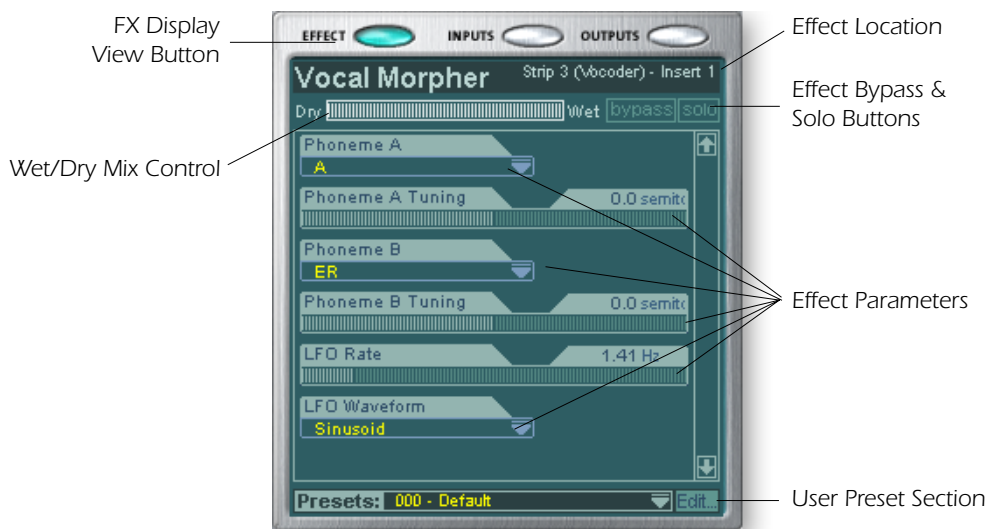 FX Display
View Button
EFFECT INPUTS OUTPUTS
Effect Location
Vocal Morpher Strip 3 (Vocoder) - Insert 1
Dry Wet bypass solo
Effect Bypass &
Solo Buttons
Wet/Dry Mix Control
Phoneme A
A
Phoneme A Tuning 0.0 semito
Phoneme B
ER
Phoneme B Tuning 0.0 semito
Effect Parameters
LFO Rate 1.41 Hz
LFO Waveform
Sinusoid
Presets: 000 - Default Edit...
User Preset Section